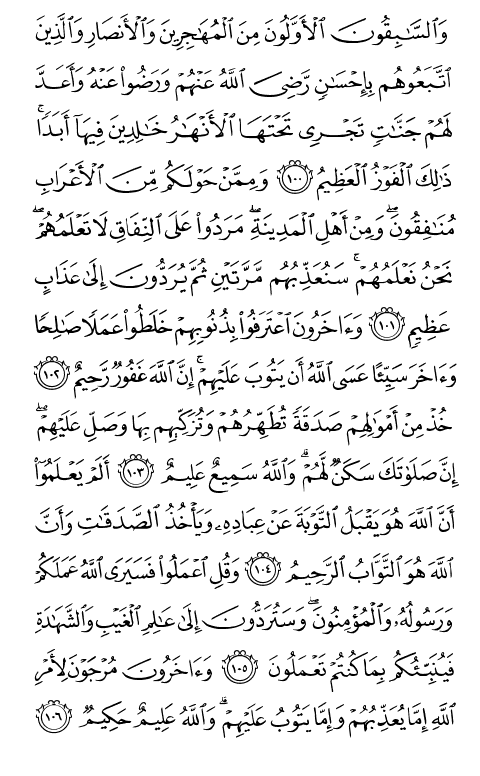 وَٱلسَّٰبِقُونَ ٱلْأَوَّلُونَ مِنَ ٱلْمُهَٰجِرِينَ وَٱلْأَنصَارِ وَٱلَّذِينَ
ٱتَّبَعُوهُم بِإِحْسَٰنٍ رَّضِىَ ٱللَّهُ عَنْهُمْ وَرَضُوا۟ عَنْهُ وَأَعَدَّ
لَهُمْ جَنَّٰتٍ تَجْرِى تَحْتَهَا ٱلْأَنْهَٰرُ خَٰلِدِينَ فِيهَآ أَبَدًا ۚ
ذَٰلِكَ ٱلْفَوْزُ ٱلْعَظِيمُ ١٠٠ وَمِمَّنْ حَوْلَكُم مِّنَ ٱلْأَعْرَابِ
مُنَٰفِقُونَ ۖ وَمِنْ أَهْلِ ٱلْمَدِينَةِ ۖ مَرَدُوا۟ عَلَى ٱلنِّفَاقِ لَا تَعْلَمُهُمْ ۖ
نَحْنُ نَعْلَمُهُمْ ۚ سَنُعَذِّبُهُم مَّرَّتَيْنِ ثُمَّ يُرَدُّونَ إِلَىٰ عَذَابٍ
عَظِيمٍ ١٠١ وَءَاخَرُونَ ٱعْتَرَفُوا۟ بِذُنُوبِهِمْ خَلَطُوا۟ عَمَلًا صَٰلِحًا
وَءَاخَرَ سَيِّئًا عَسَى ٱللَّهُ أَن يَتُوبَ عَلَيْهِمْ ۚ إِنَّ ٱللَّهَ غَفُورٌ رَّحِيمٌ ١٠٢
خُذْ مِنْ أَمْوَٰلِهِمْ صَدَقَةً تُطَهِّرُهُمْ وَتُزَكِّيهِم بِهَا وَصَلِّ عَلَيْهِمْ ۖ
إِنَّ صَلَوٰتَكَ سَكَنٌ لَّهُمْ ۗ وَٱللَّهُ سَمِيعٌ عَلِيمٌ ١٠٣ أَلَمْ يَعْلَمُوٓا۟
أَنَّ ٱللَّهَ هُوَ يَقْبَلُ ٱلتَّوْبَةَ عَنْ عِبَادِهِۦ وَيَأْخُذُ ٱلصَّدَقَٰتِ وَأَنَّ
ٱللَّهَ هُوَ ٱلتَّوَّابُ ٱلرَّحِيمُ ١٠٤ وَقُلِ ٱعْمَلُوا۟ فَسَيَرَى ٱللَّهُ عَمَلَكُمْ
وَرَسُولُهُۥ وَٱلْمُؤْمِنُونَ ۖ وَسَتُرَدُّونَ إِلَىٰ عَٰلِمِ ٱلْغَيْبِ وَٱلشَّهَٰدَةِ
فَيُنَبِّئُكُم بِمَا كُنتُمْ تَعْمَلُونَ ١٠٥ وَءَاخَرُونَ مُرْجَوْنَ لِأَمْرِ
ٱللَّهِ إِمَّا يُعَذِّبُهُمْ وَإِمَّا يَتُوبُ عَلَيْهِمْ ۗ وَٱللَّهُ عَلِيمٌ حَكِيمٌ ١٠٦